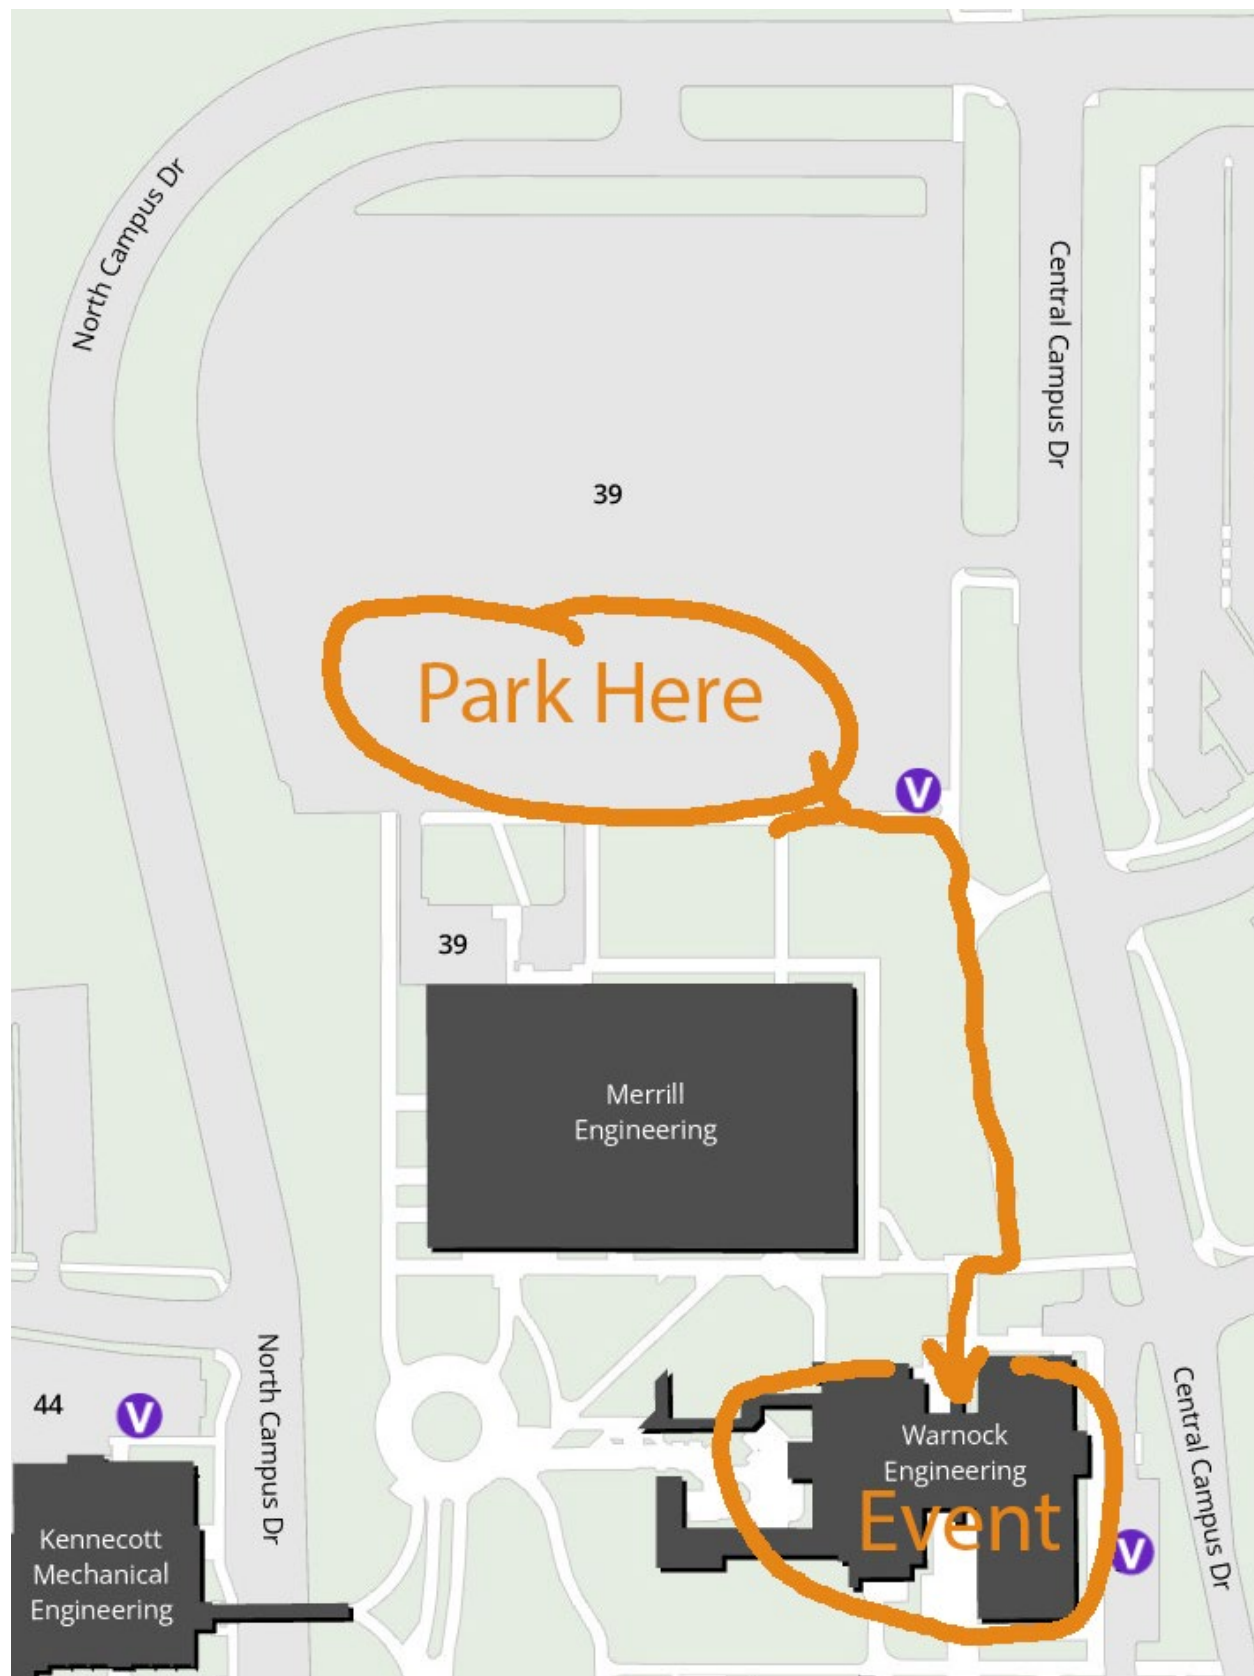 North Campus Dr
Central Campus Dr
39
Park Here
V
39
Merrill
Engineering
North Campus Dr
44
V
Central Campus Dr
Warnock
Engineering
Event
V
Kennecott
Mechanical
Engineering